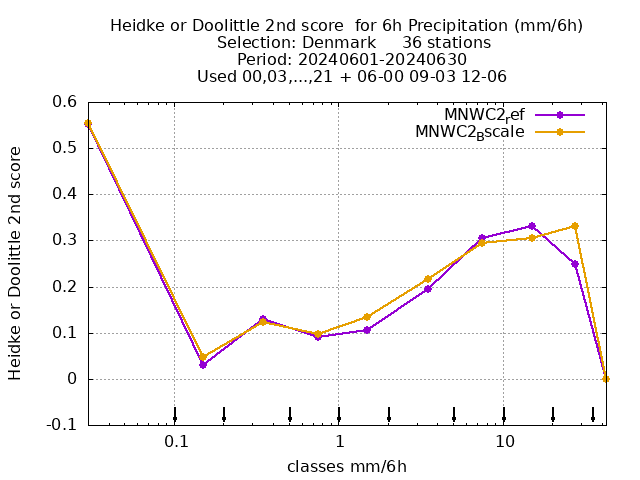 Heidke or Doolittle 2nd score  for 6h Precipitation (mm/6h)
Selection: Denmark     36 stations
Period: 20240601-20240630
Used 00,03,...,21 + 06-00 09-03 12-06
MNWC2ref
MNWC2Bscale
0.6
0.5
0.4
0.3
0.2
0.1
0
-0.1
Heidke or Doolittle 2nd score
0.1
1
10
classes mm/6h